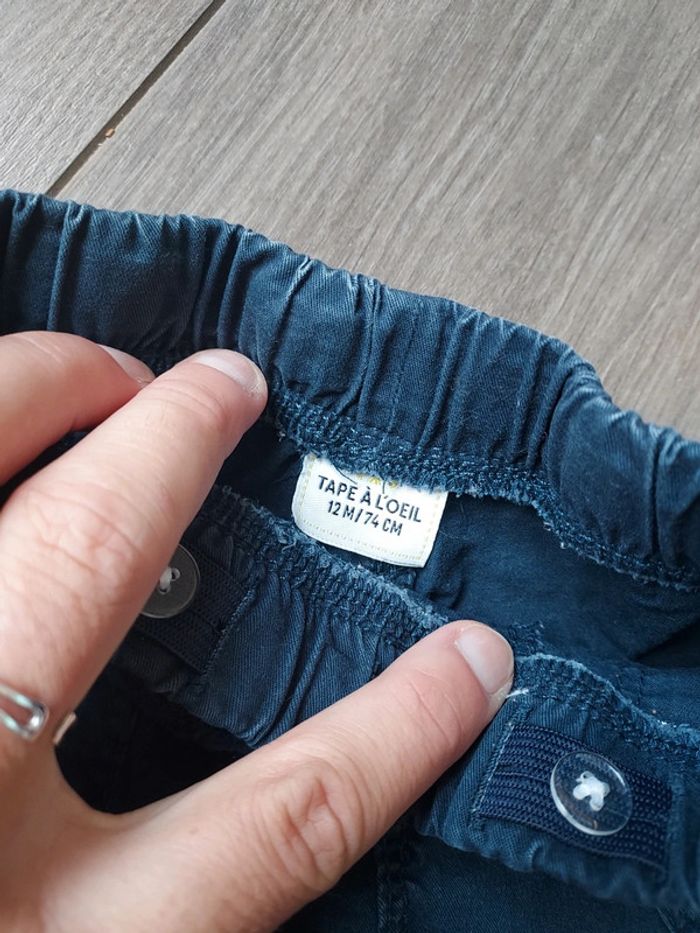 TAPE À L'OEIL
12 M/74 CM